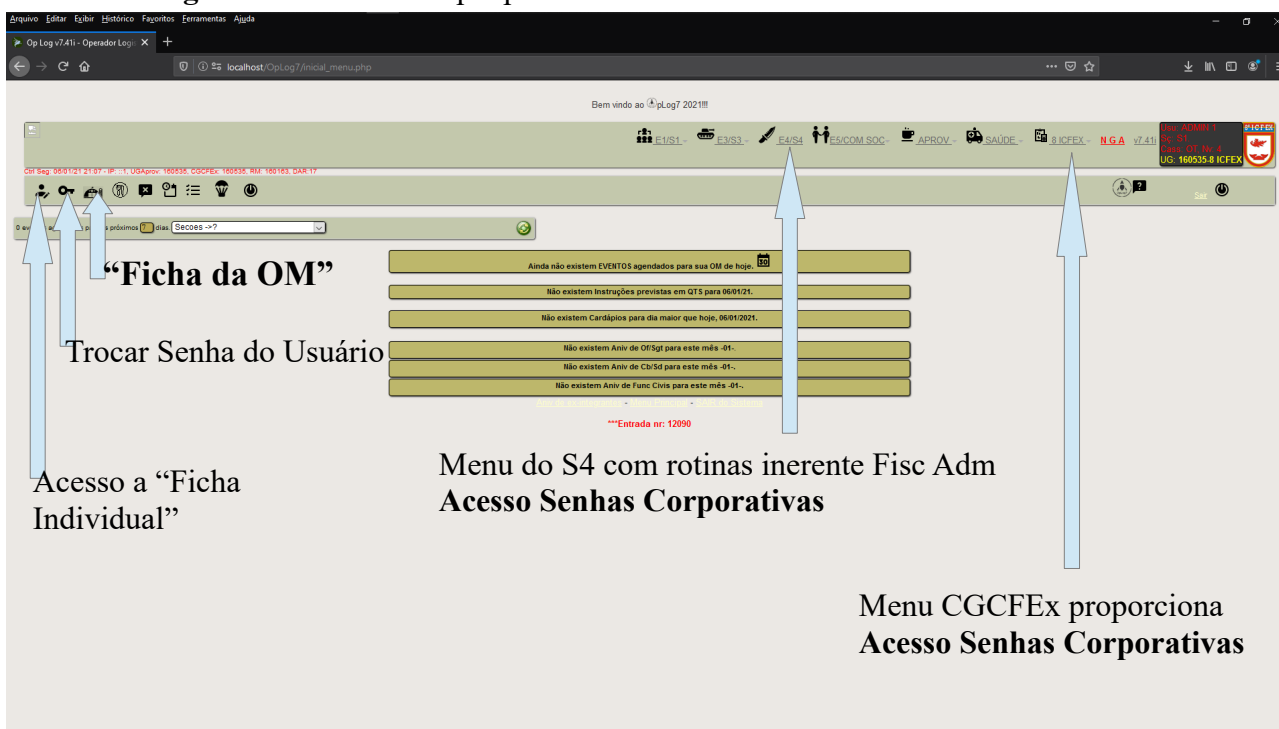 Arquivo Editar Exibir Histórico Favoritos Ferramentas Ajuda
Op Log v7.41i - Operador Logi
localhost/OpLog7/inicial_menu.php
Bem vindo ao pLog7 2021!!!
E1/S1 - E3/S3 - E4/S4 E5/COM SOC- APROV - SAÚDE - 8 ICFEX - N G A v7.41i
Usu: ADMIN 1
Sç: S1
UG: 160535-8 ICFEX
8ª ICFEX
Ctrl Seg: 06/01/21 21:07 - IP: ::1, UGAprov: 160535, CGCFEx: 160535, RM: 160163, DAR:17
Sair
próximos 7 dias. Secoes ->?
Ainda não existem EVENTOS agendados para sua OM de hoje. 30
Não existem Instruções previstas em QTS para 06/01/21.
Não existem Cardápios para dia maior que hoje, 06/01/2021.
Não existem Aniv de Of/Sgt para este mês -01-.
Não existem Aniv de Cb/Sd para este mês -01-.
Não existem Aniv de Func Civis para este mês -01-.
***Entrada nr: 12090
“Ficha da OM”
Trocar Senha do Usuário
Acesso a “Ficha
Individual”
Menu do S4 com rotinas inerente Fisc Adm
Acesso Senhas Corporativas
Menu CGCFEx proporciona
Acesso Senhas Corporativas